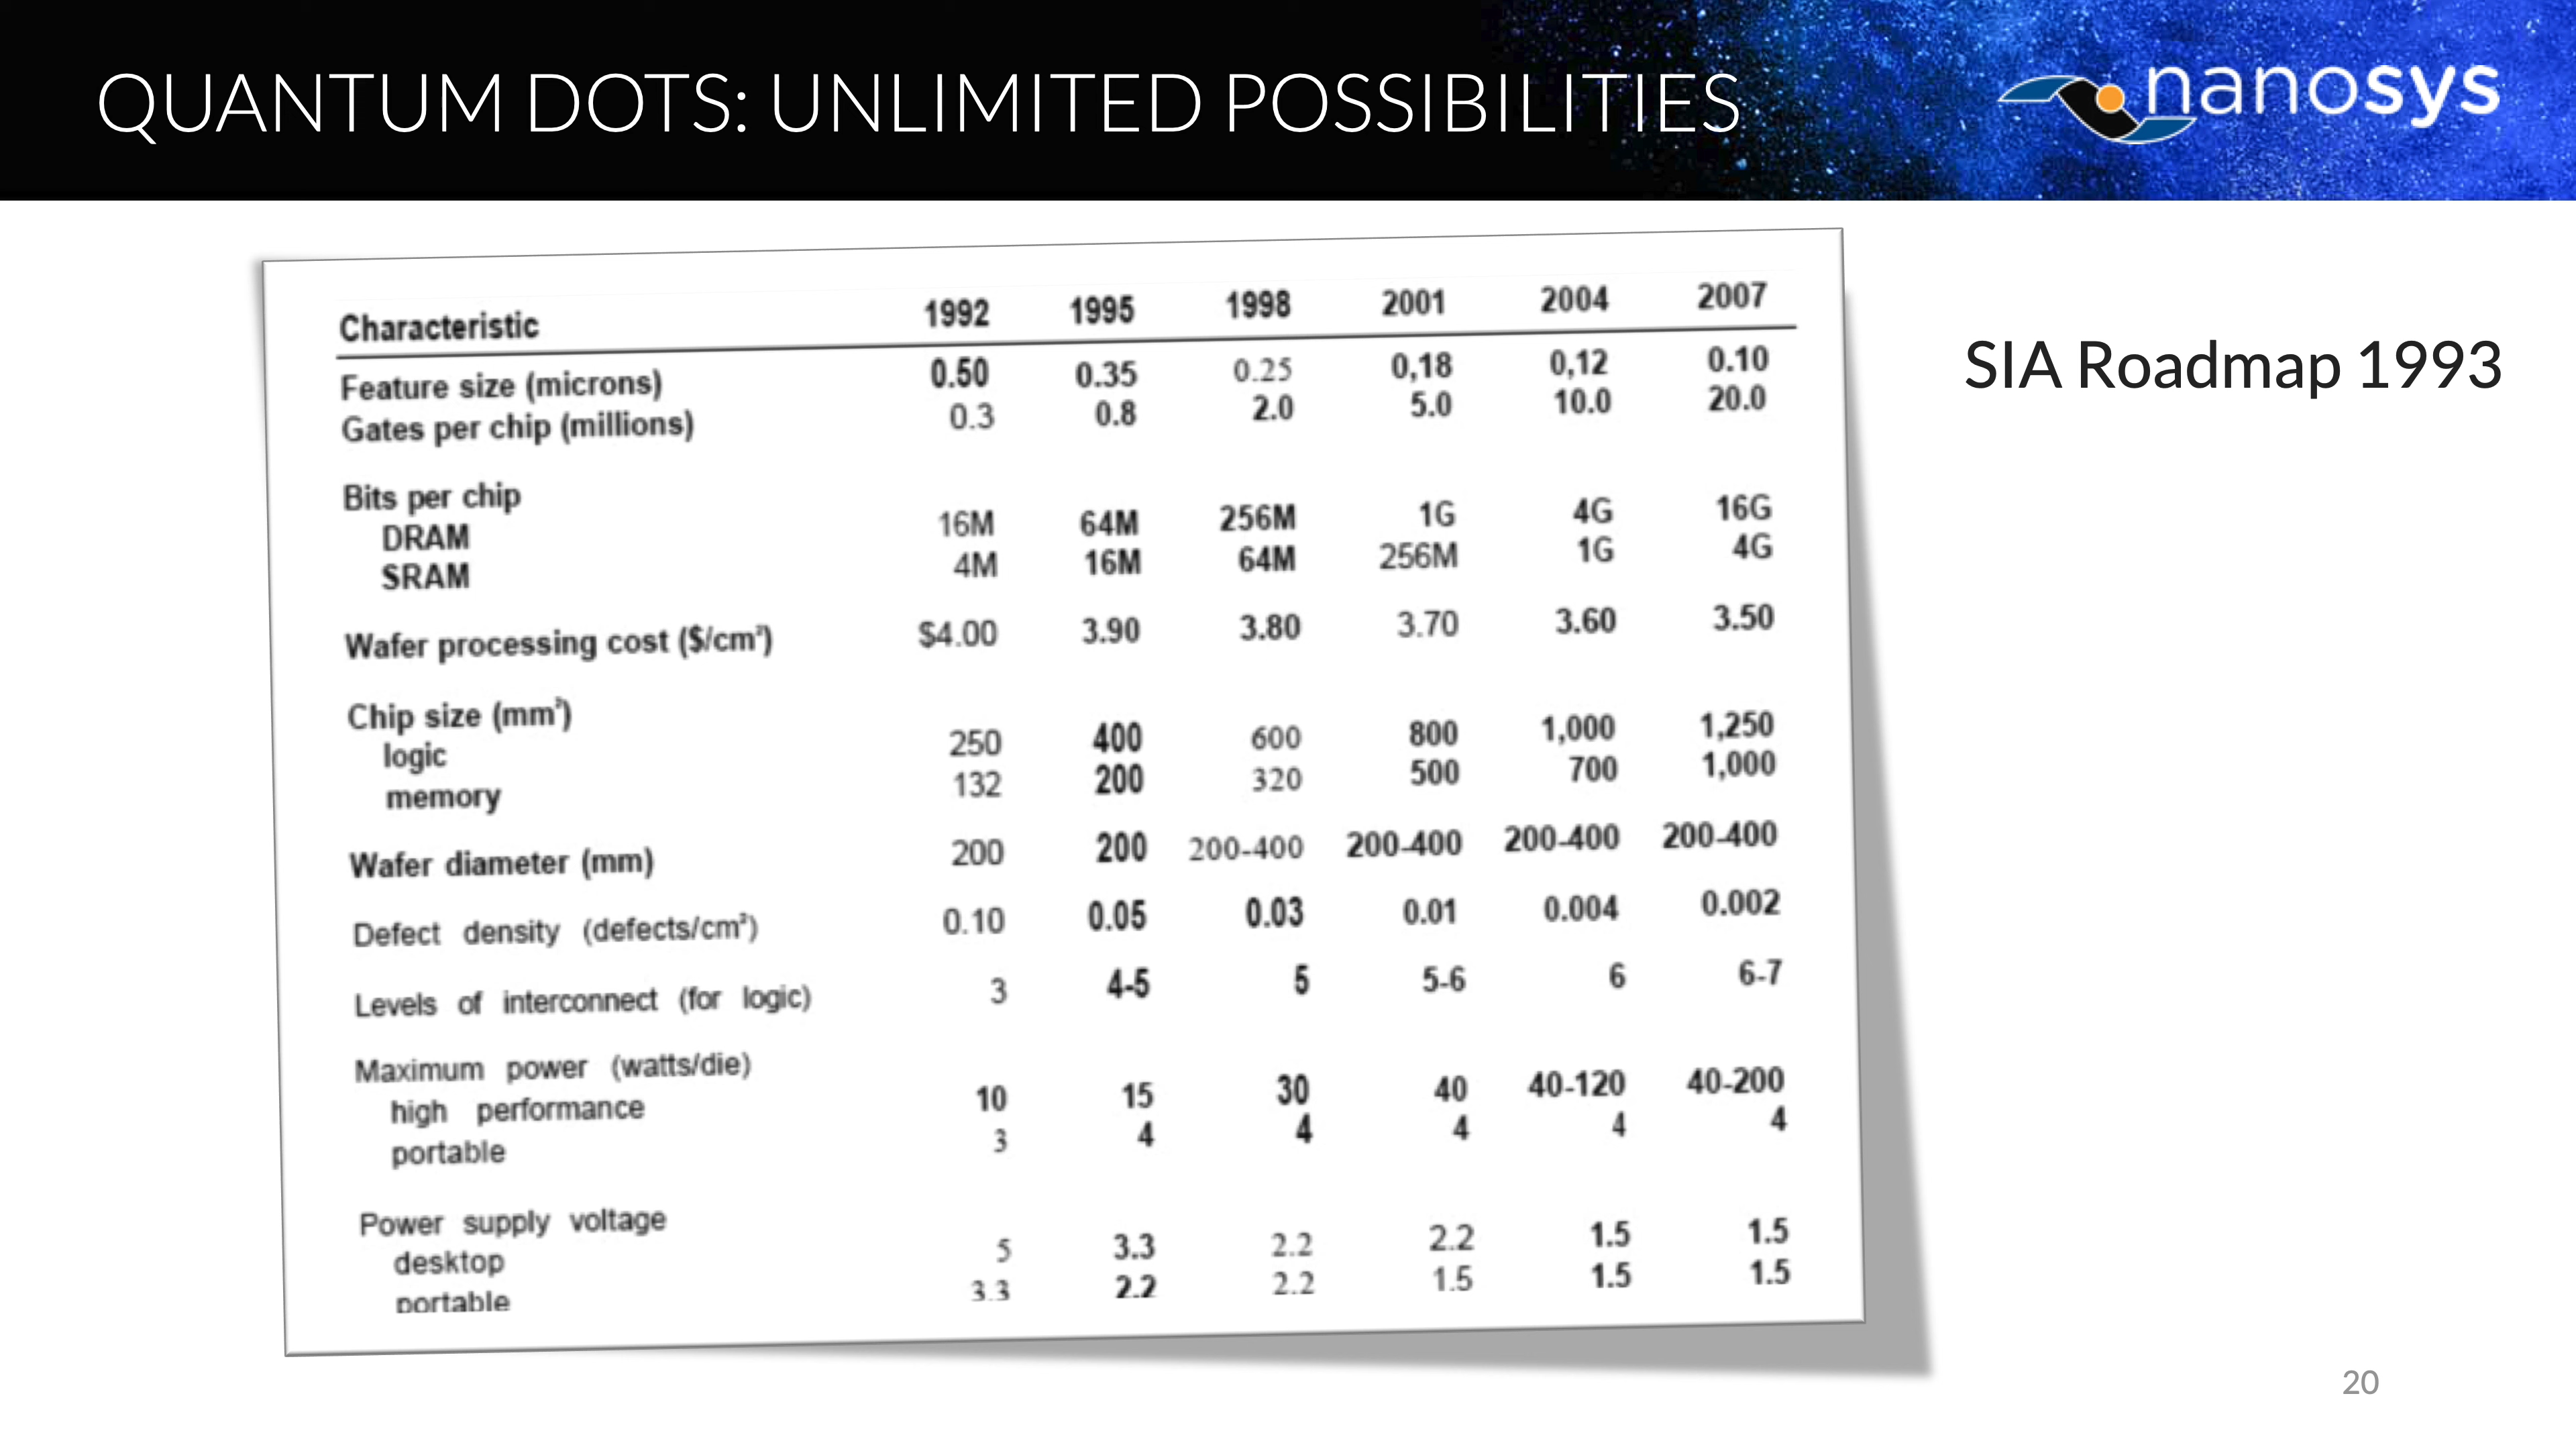 QUANTUM DOTS: UNLIMITED POSSIBILITIES
nanosys
Characteristic 1992 1995 1998 2001 2004 2007
Feature size (microns) 0.50 0.35 0.25 0,18 0,12 0.10
Gates per chip (millions) 0.3 0.8 2.0 5.0 10.0 20.0
Bits per chip
DRAM 16M 64M 256M 1G 4G 16G
SRAM 4M 16M 64M 256M 1G 4G
Wafer processing cost ($/cm²) $4.00 3.90 3.80 3.70 3.60 3.50
Chip size (mm²)
logic 250 400 600 800 1,000 1,250
memory 132 200 320 500 700 1,000
Wafer diameter (mm) 200 200 200-400 200-400 200-400 200-400
Defect density (defects/cm²) 0.10 0.05 0.03 0.01 0.004 0.002
Levels of interconnect (for logic) 3 4-5 5 5-6 6 6-7
Maximum power (watts/die)
high performance 10 15 30 40 40-120 40-200
portable 3 4 4 4 4 4
Power supply voltage
desktop 5 3.3 2.2 2.2 1.5 1.5
portable 3.3 2.2 2.2 1.5 1.5 1.5
SIA Roadmap 1993
20